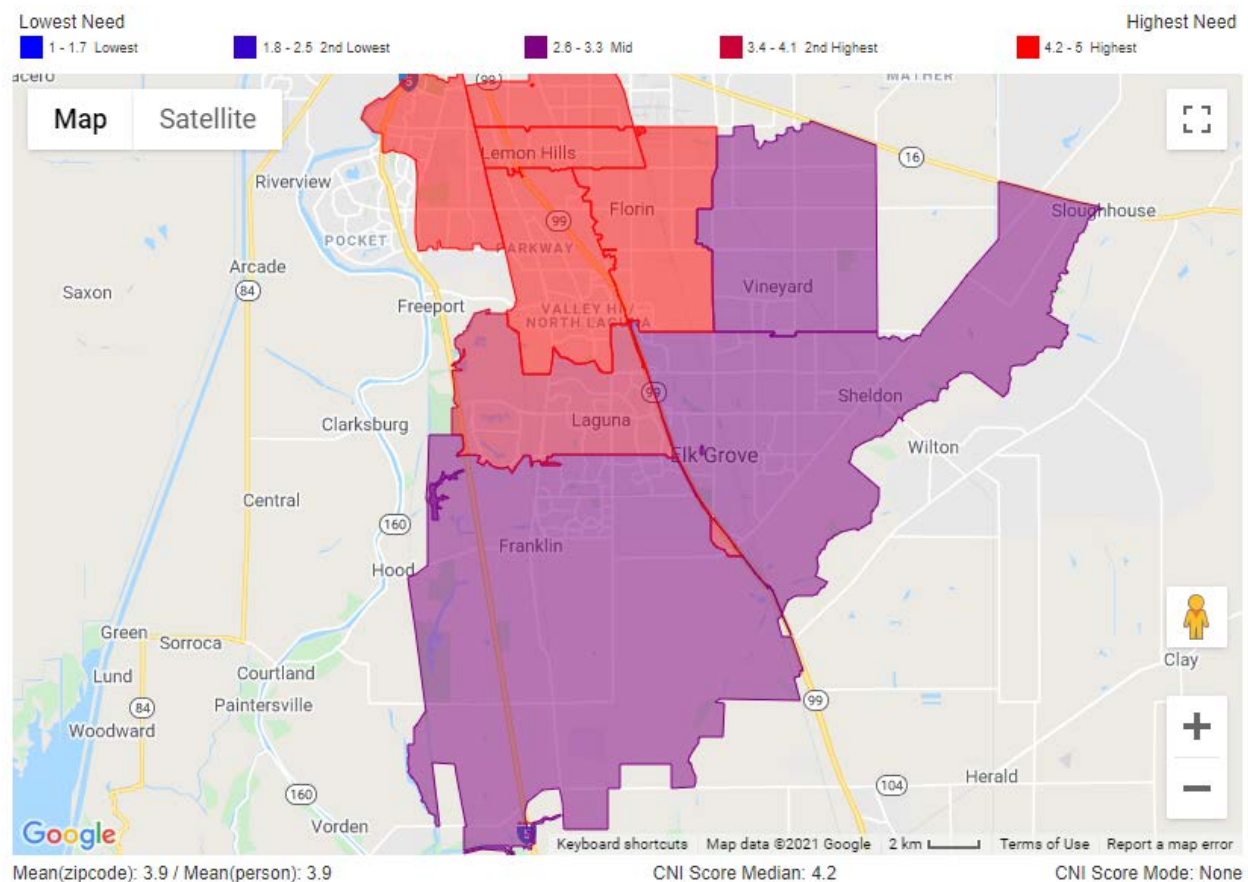 Lowest Need
Highest Need
1 - 1.7 Lowest
1.8 - 2.5 2nd Lowest
2.6 - 3.3 Mid
3.4 - 4.1 2nd Highest
4.2 - 5 Highest
acero
5
99
MATHER
Map
Satellite
Lemon Hills
16
Riverview
Florin
Sloughhouse
99
POCKET
PARKWAY
Arcade
84
Saxon
Vineyard
Freeport
VALLEY HI /
NORTH LAGUNA
99
Sheldon
Laguna
Clarksburg
Elk Grove
Wilton
Central
160
Franklin
Hood
Green
Sorroca
Lund
Courtland
Clay
84
Paintersville
99
Woodward
Herald
104
160
Vorden
5
Google
Keyboard shortcuts
Map data ©2021 Google
2 km
Terms of Use
Report a map error
Mean(zipcode): 3.9 / Mean(person): 3.9
CNI Score Median: 4.2
CNI Score Mode: None